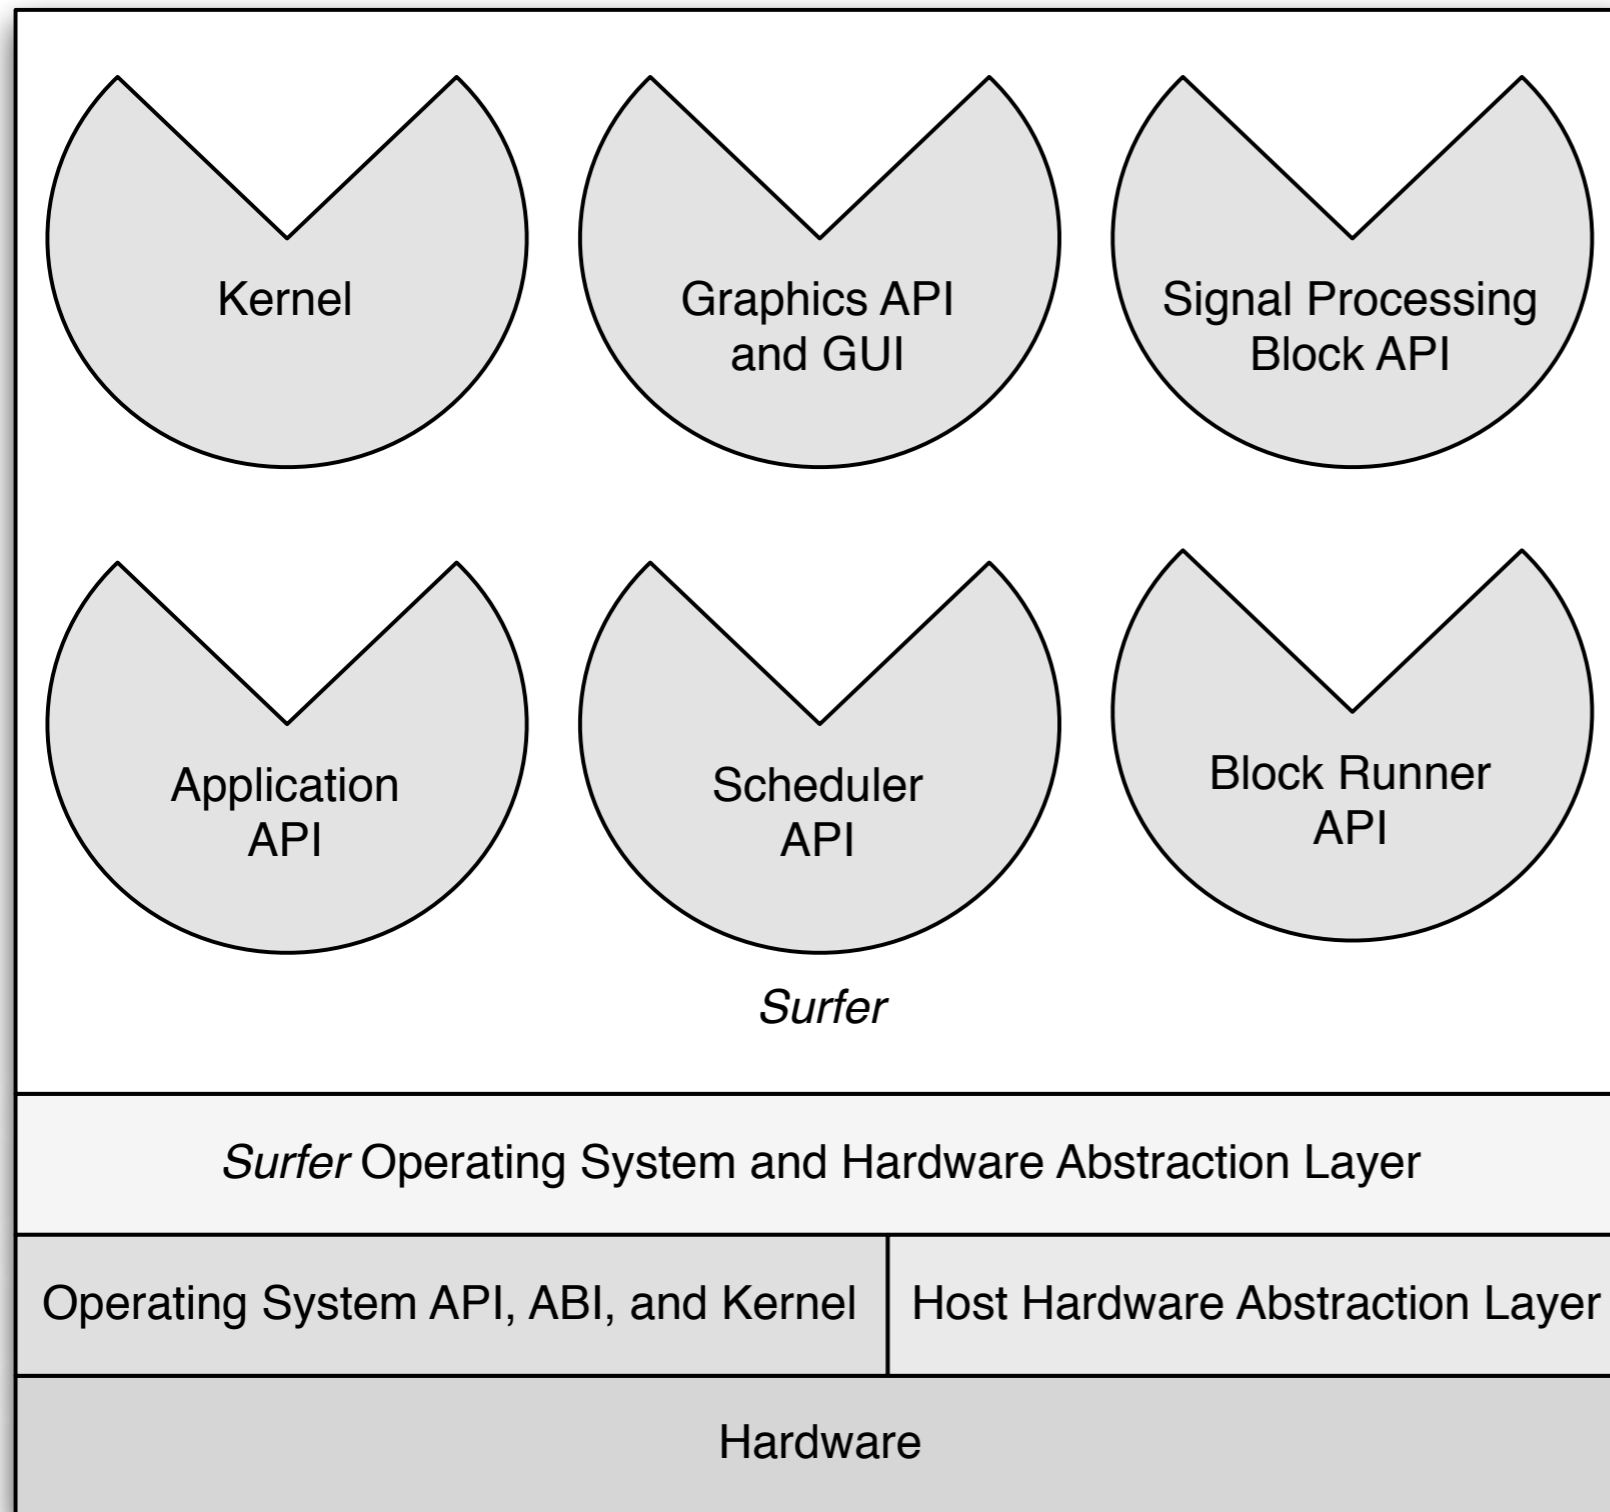 Kernel
Graphics API
and GUI
Signal Processing
Block API
Application
API
Scheduler
API
Block Runner
API
Surfer
Surfer Operating System and Hardware Abstraction Layer
Operating System API, ABI, and Kernel
Host Hardware Abstraction Layer
Hardware